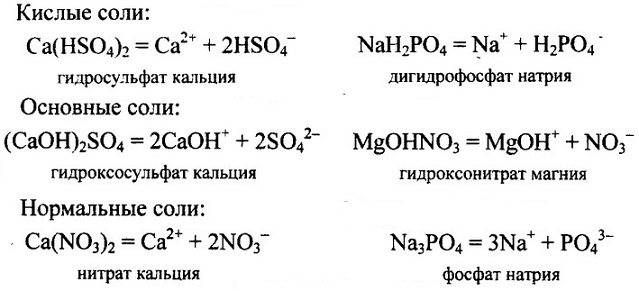 Кислые соли:
Ca(HSO₄)₂ = Ca²⁺ + 2HSO₄⁻ NaH₂PO₄ = Na⁺ + H₂PO₄⁻
гидросульфат кальция дигидрофосфат натрия
Основные соли:
(CaOH)₂SO₄ = 2CaOH⁺ + 2SO₄²⁻ MgOHNO₃ = MgOH⁺ + NO₃⁻
гидроксосульфат кальция гидроксонитрат магния
Нормальные соли:
Ca(NO₃)₂ = Ca²⁺ + 2NO₃⁻ Na₃PO₄ = 3Na⁺ + PO₄³⁻
нитрат кальция фосфат натрия